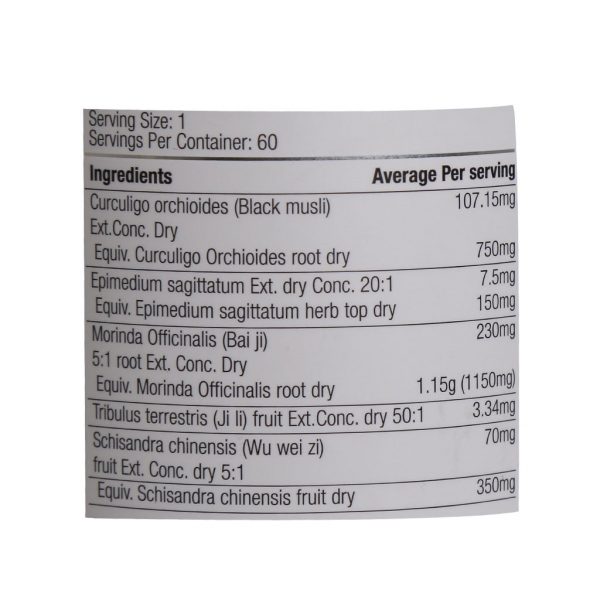 Serving Size: 1
Servings Per Container: 60
Ingredients Average Per serving
Curculigo orchioides (Black musli) 107.15mg
Ext.Conc. Dry
Equiv. Curculigo Orchioides root dry 750mg
Epimedium sagittatum Ext. dry Conc. 20:1 7.5mg
Equiv. Epimedium sagittatum herb top dry 150mg
Morinda Officinalis (Bai ji) 230mg
5:1 root Ext. Conc. Dry
Equiv. Morinda Officinalis root dry 1.15g (1150mg)
Tribulus terrestris (Ji li) fruit Ext.Conc. dry 50:1 3.34mg
Schisandra chinensis (Wu wei zi) 70mg
fruit Ext. Conc. dry 5:1
Equiv. Schisandra chinensis fruit dry 350mg